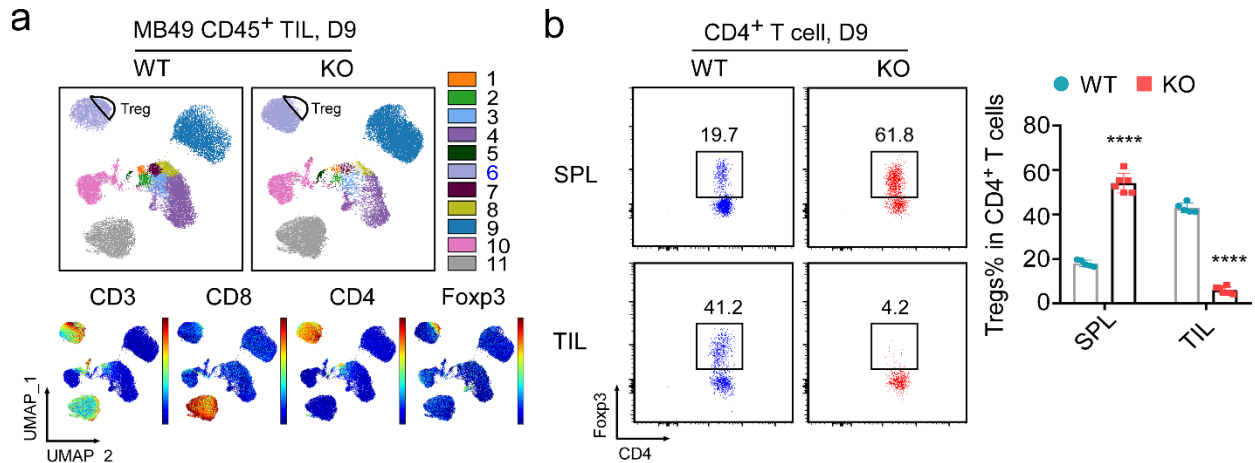 a
MB49 CD45⁺ TIL, D9
WT
KO
Treg
Treg
1
2
3
4
5
6
7
8
9
10
11
CD3
CD8
CD4
Foxp3
UMAP_1
UMAP_2
b
CD4⁺ T cell, D9
WT
KO
SPL
19.7
61.8
TIL
41.2
4.2
Foxp3
CD4
WT
KO
Tregs% in CD4⁺ T cells
80
60
40
20
0
****
****
SPL
TIL